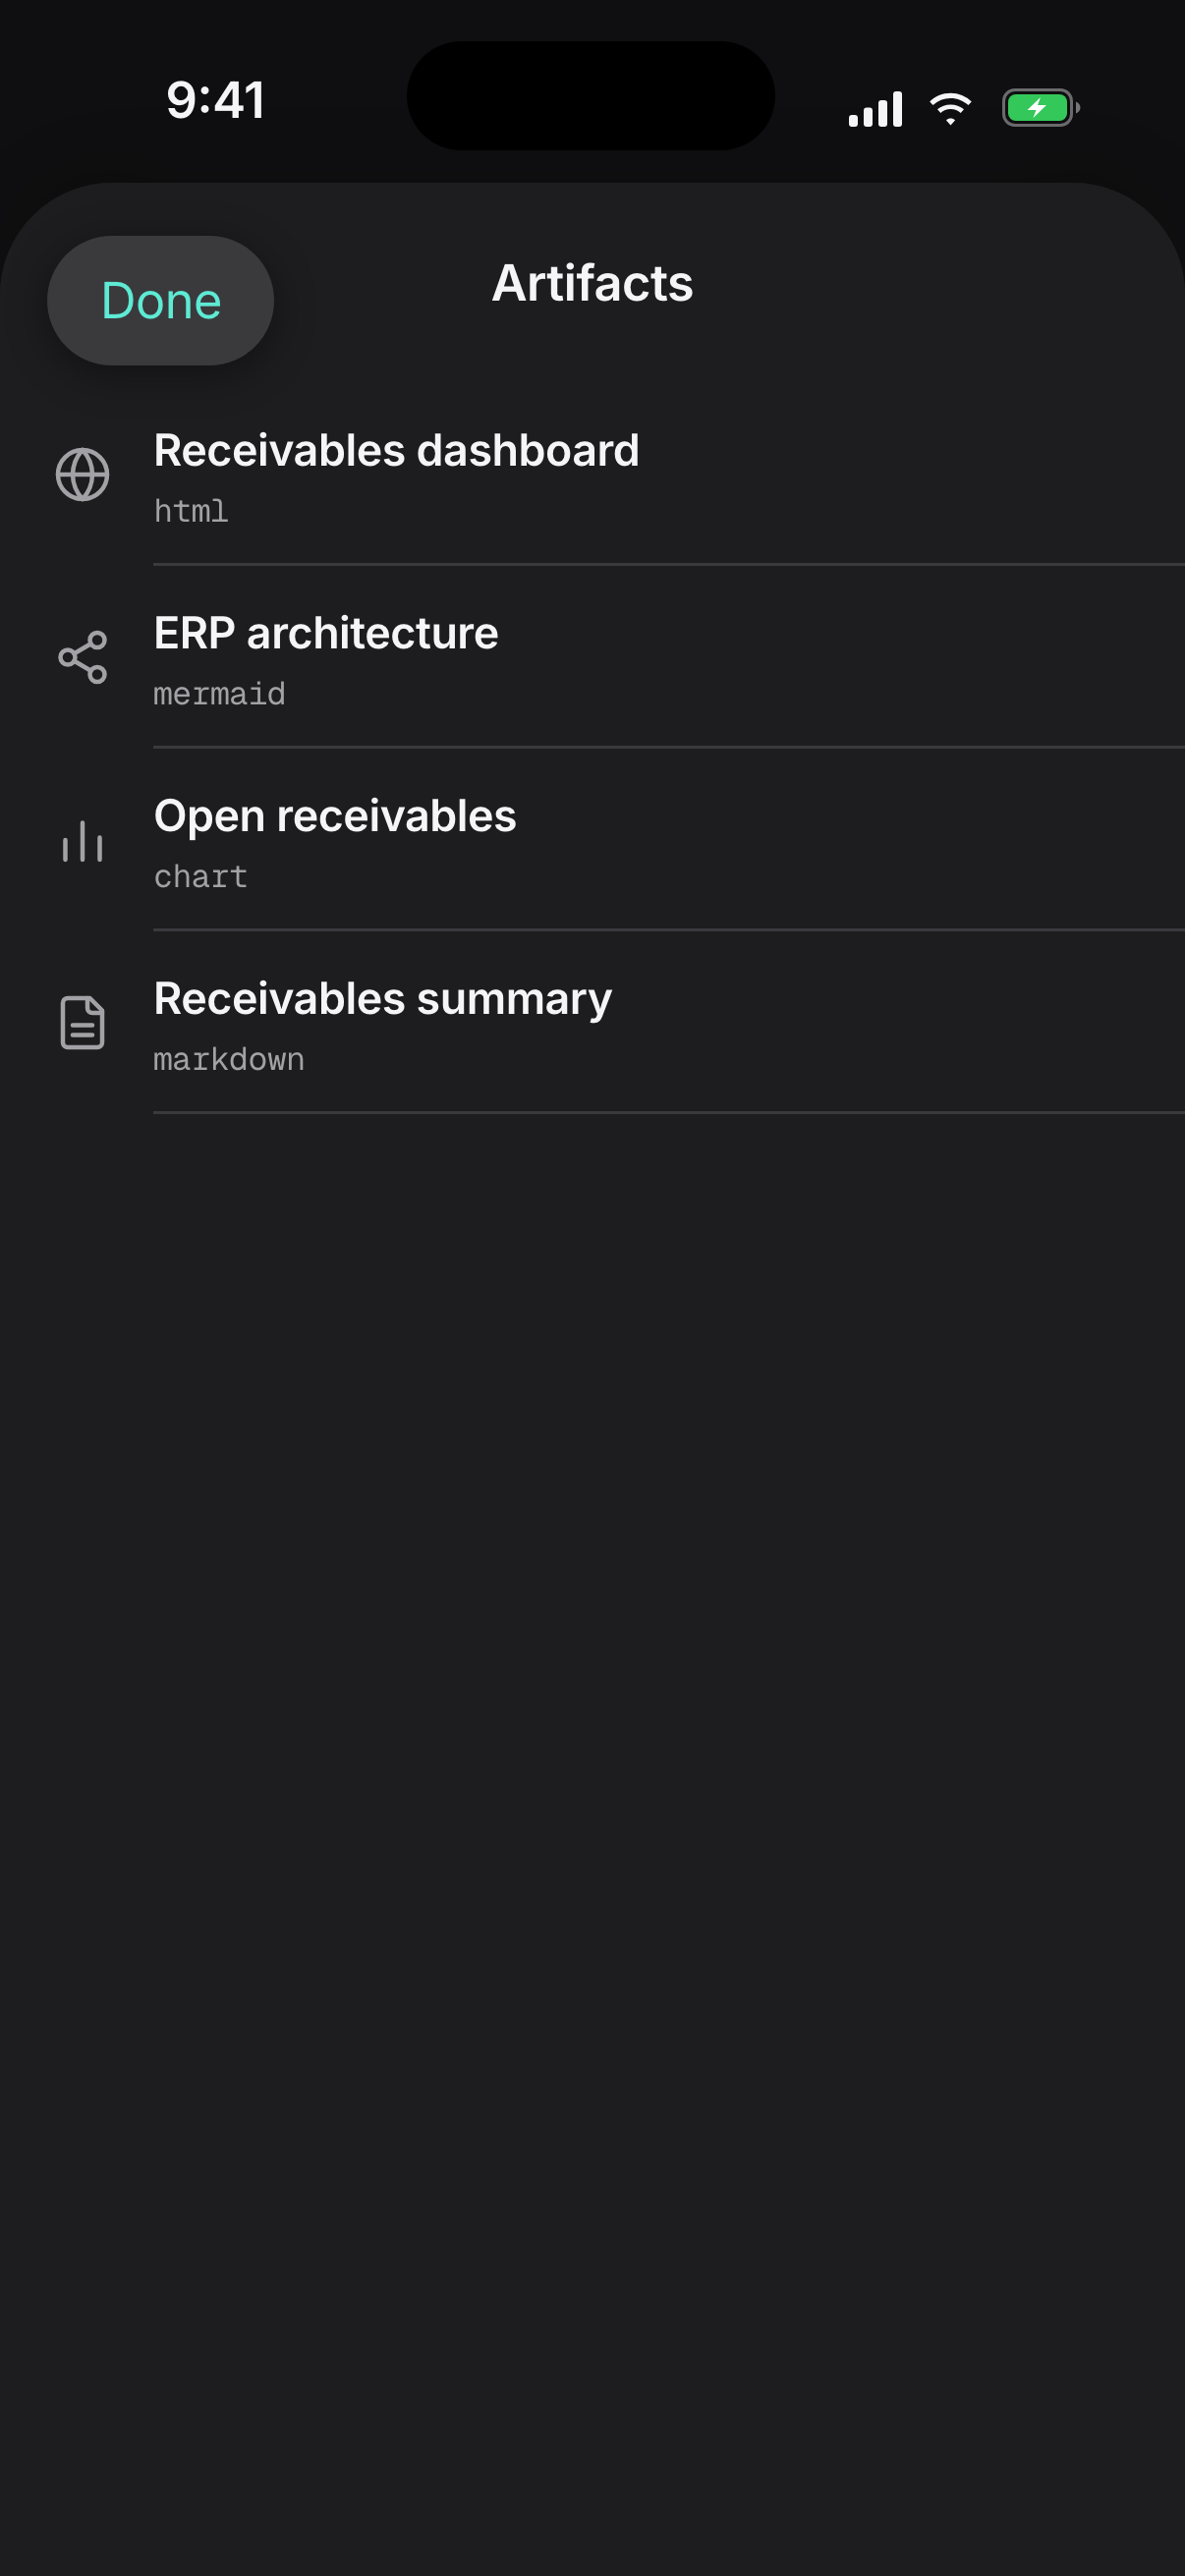 9:41
Done
Artifacts
Receivables dashboard
html
ERP architecture
mermaid
Open receivables
chart
Receivables summary
markdown